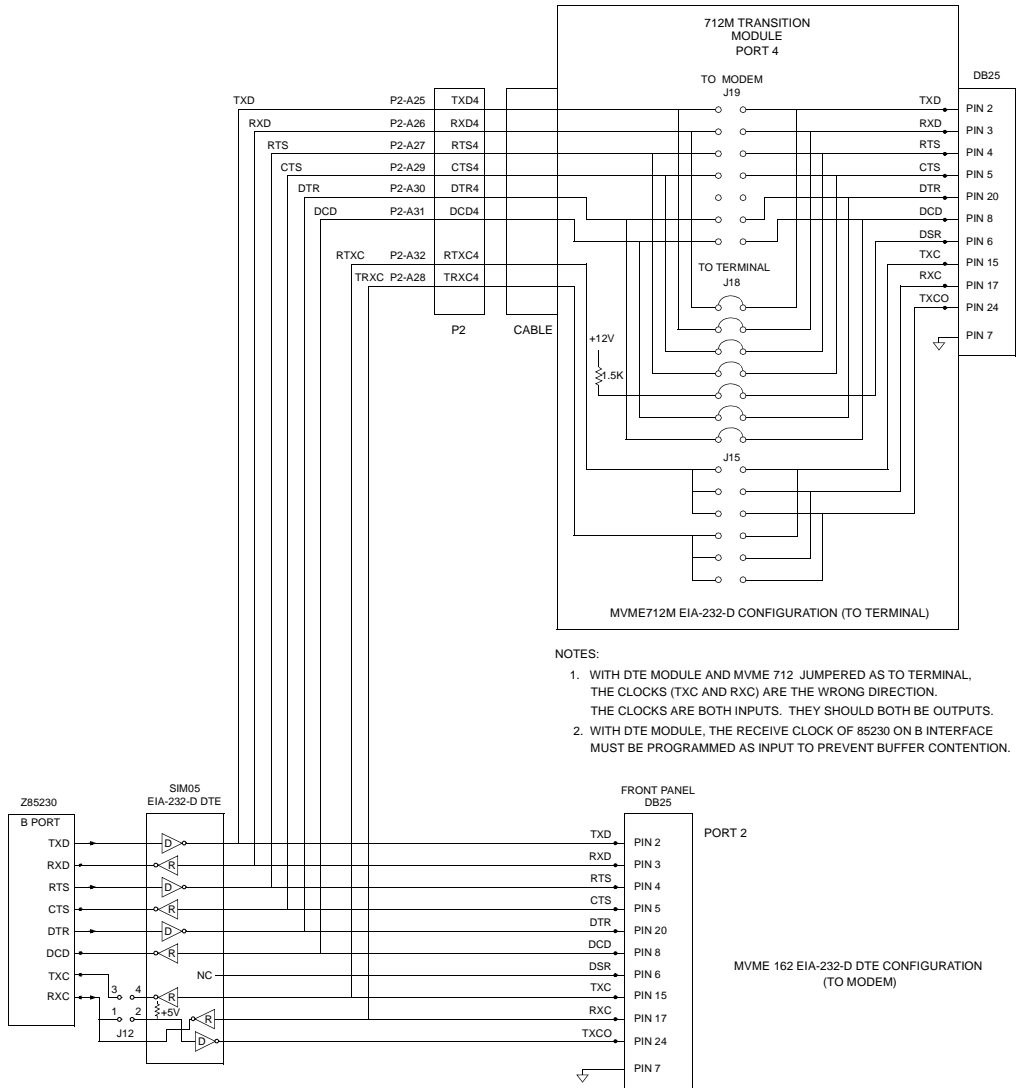 712M TRANSITION
MODULE
PORT 4
TO MODEM
J19
DB25
TXD P2-A25 TXD4 TXD PIN 2
RXD P2-A26 RXD4 RXD PIN 3
RTS P2-A27 RTS4 RTS PIN 4
CTS P2-A29 CTS4 CTS PIN 5
DTR P2-A30 DTR4 DTR PIN 20
DCD P2-A31 DCD4 DCD PIN 8
DSR PIN 6
RTXC P2-A32 RTXC4 TXC PIN 15
TRXC P2-A28 TRXC4 RXC PIN 17
TXCO PIN 24
PIN 7
TO TERMINAL
J18
P2 CABLE
+12V
1.5K
J15
MVME712M EIA-232-D CONFIGURATION (TO TERMINAL)
NOTES:
1. WITH DTE MODULE AND MVME 712 JUMPERED AS TO TERMINAL,
THE CLOCKS (TXC AND RXC) ARE THE WRONG DIRECTION.
THE CLOCKS ARE BOTH INPUTS. THEY SHOULD BOTH BE OUTPUTS.
2. WITH DTE MODULE, THE RECEIVE CLOCK OF 85230 ON B INTERFACE
MUST BE PROGRAMMED AS INPUT TO PREVENT BUFFER CONTENTION.
Z85230
B PORT
SIM05
EIA-232-D DTE
FRONT PANEL
DB25
PORT 2
TXD D TXD PIN 2
RXD R RXD PIN 3
RTS D RTS PIN 4
CTS R CTS PIN 5
DTR D DTR PIN 20
DCD R DCD PIN 8
NC DSR PIN 6
TXC 3 4 R TXC PIN 15
RXC 1 2 +5V R RXC PIN 17
J12 D TXCO PIN 24
PIN 7
MVME 162 EIA-232-D DTE CONFIGURATION
(TO MODEM)